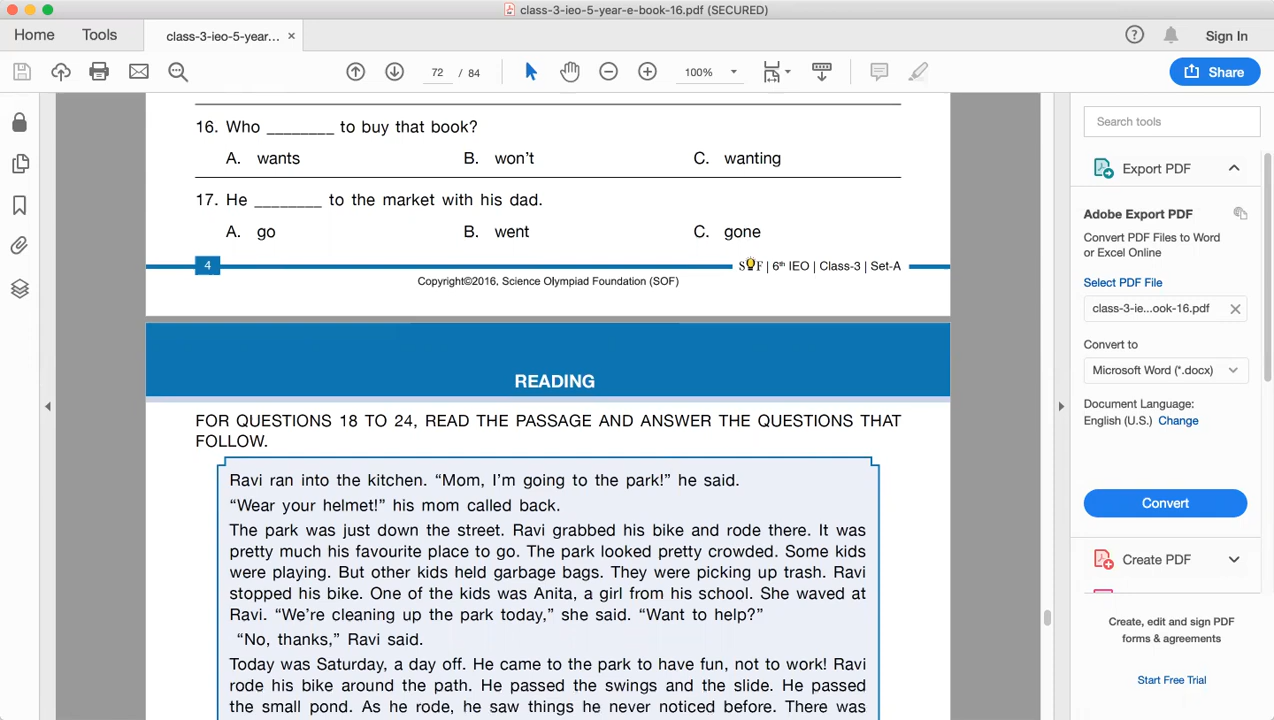 class-3-ieo-5-year-e-book-16.pdf (SECURED)
Home Tools class-3-ieo-5-year... × Sign In
72 / 84 100% Share
16. Who ________ to buy that book?
A. wants B. won't C. wanting
17. He ________ to the market with his dad.
A. go B. went C. gone
4 SOF | 6th IEO | Class-3 | Set-A
Copyright©2016, Science Olympiad Foundation (SOF)
READING
FOR QUESTIONS 18 TO 24, READ THE PASSAGE AND ANSWER THE QUESTIONS THAT
FOLLOW.
Ravi ran into the kitchen. “Mom, I’m going to the park!” he said.
“Wear your helmet!” his mom called back.
The park was just down the street. Ravi grabbed his bike and rode there. It was
pretty much his favourite place to go. The park looked pretty crowded. Some kids
were playing. But other kids held garbage bags. They were picking up trash. Ravi
stopped his bike. One of the kids was Anita, a girl from his school. She waved at
Ravi. “We’re cleaning up the park today,” she said. “Want to help?”
“No, thanks,” Ravi said.
Today was Saturday, a day off. He came to the park to have fun, not to work! Ravi
rode his bike around the path. He passed the swings and the slide. He passed
the small pond. As he rode, he saw things he never noticed before. There was
Search tools
Export PDF
Adobe Export PDF
Convert PDF Files to Word
or Excel Online
Select PDF File
class-3-ie...ook-16.pdf
Convert to
Microsoft Word (*.docx)
Document Language:
English (U.S.) Change
Convert
Create PDF
Create, edit and sign PDF
forms & agreements
Start Free Trial